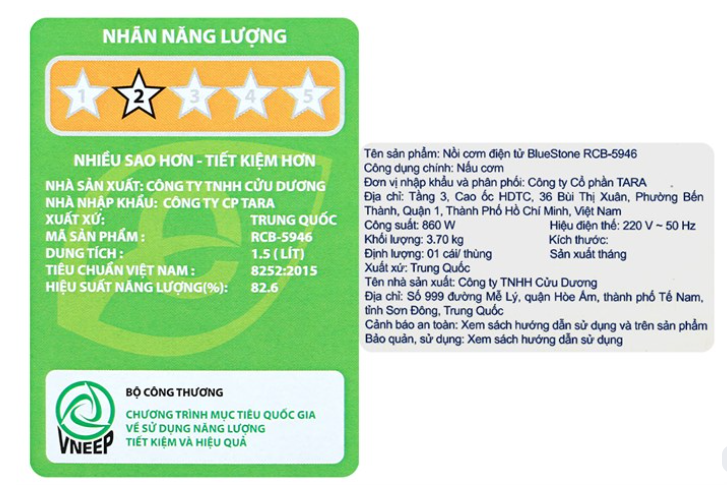 NHÃN NĂNG LƯỢNG
1 2 3 4 5
NHIỀU SAO HƠN - TIẾT KIỆM HƠN
NHÀ SẢN XUẤT: CÔNG TY TNHH CỬU DƯƠNG
NHÀ NHẬP KHẨU: CÔNG TY CP TARA
XUẤT XỨ: TRUNG QUỐC
MÃ SẢN PHẨM : RCB-5946
DUNG TÍCH : 1.5 ( LÍT)
TIÊU CHUẨN VIỆT NAM : 8252:2015
HIỆU SUẤT NĂNG LƯỢNG(%): 82.6
VNEEP
BỘ CÔNG THƯƠNG
CHƯƠNG TRÌNH MỤC TIÊU QUỐC GIA
VỀ SỬ DỤNG NĂNG LƯỢNG
TIẾT KIỆM VÀ HIỆU QUẢ
Tên sản phẩm: Nồi cơm điện tử BlueStone RCB-5946
Công dụng chính: Nấu cơm
Đơn vị nhập khẩu và phân phối: Công ty Cổ phần TARA
Địa chỉ: Tầng 3, Cao ốc HDTC, 36 Bùi Thị Xuân, Phường Bến
Thành, Quận 1, Thành Phố Hồ Chí Minh, Việt Nam
Công suất: 860 W Hiệu điện thế: 220 V ~ 50 Hz
Khối lượng: 3.70 kg Kích thước:
Định lượng: 01 cái/ thùng Sản xuất tháng
Xuất xứ: Trung Quốc
Tên nhà sản xuất: Công ty TNHH Cửu Dương
Địa chỉ: Số 999 đường Mễ Lý, quận Hòe Ấm, thành phố Tế Nam,
tỉnh Sơn Đông, Trung Quốc
Cảnh báo an toàn: Xem sách hướng dẫn sử dụng và trên sản phẩm
Bảo quản, sử dụng: Xem sách hướng dẫn sử dụng